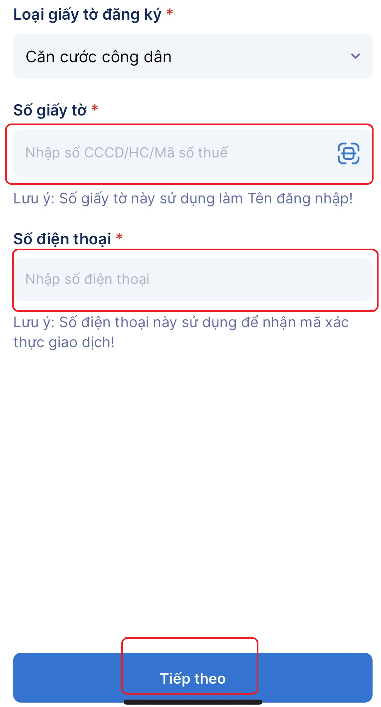 Loại giấy tờ đăng ký *
Căn cước công dân
Số giấy tờ *
Nhập số CCCD/HC/Mã số thuế
Lưu ý: Số giấy tờ này sử dụng làm Tên đăng nhập!
Số điện thoại *
Nhập số điện thoại
Lưu ý: Số điện thoại này sử dụng để nhận mã xác
thực giao dịch!
Tiếp theo